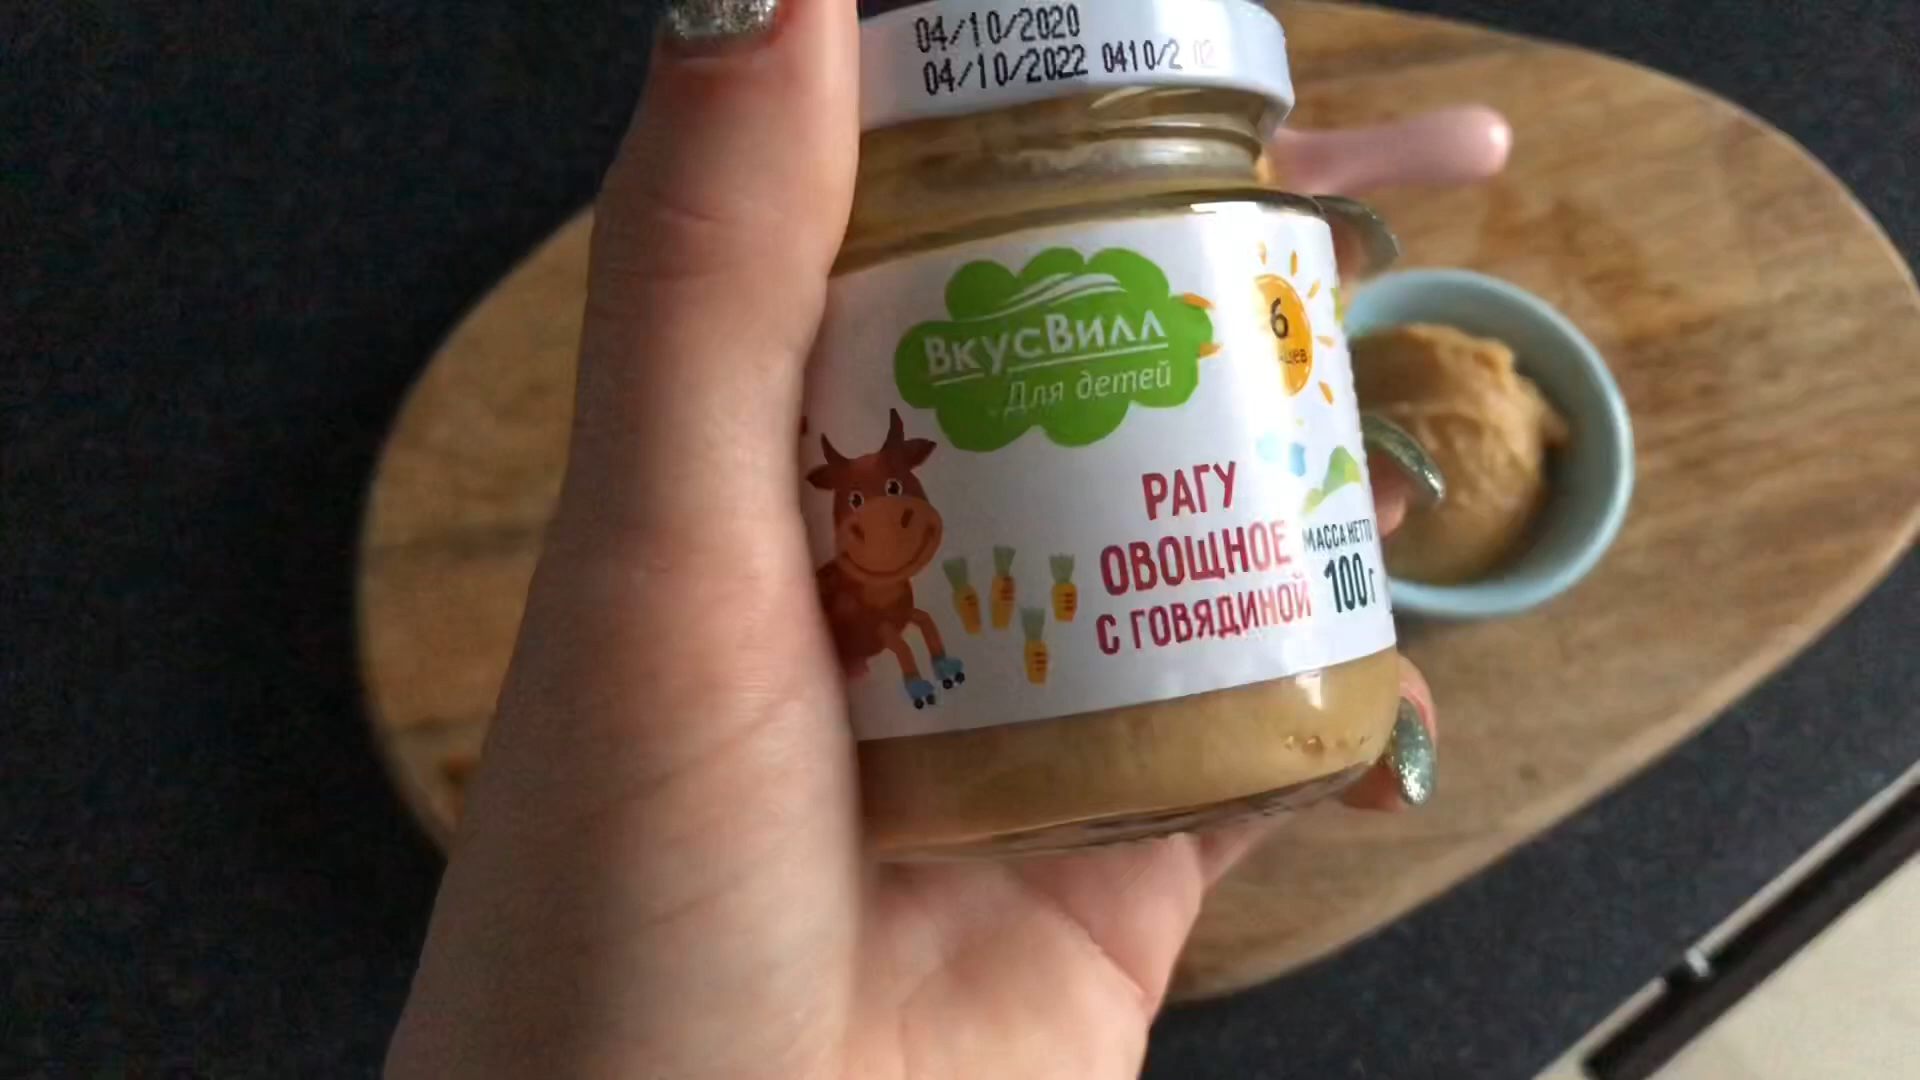 04/10/2020
04/10/2022 0410/2
ВкусВилл
Для детей
6
РАГУ
ОВОЩНОЕ
С ГОВЯДИНОЙ
МАССА НЕТТО
100 г